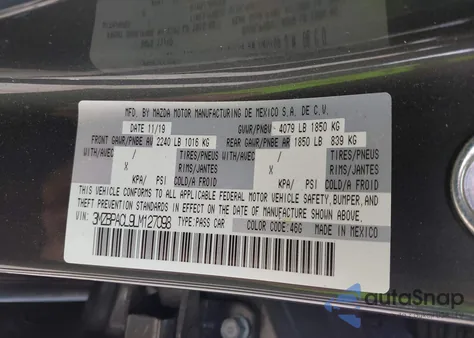 MFD. BY MAZDA MOTOR MANUFACTURING DE MEXICO S.A. DE C.V.
DATE 11/19 GVWR/PNBV - 4079 LB 1850 KG
FRONT GAWR/PNBE AV 2240 LB 1016 KG REAR GAWR/PNBE AR 1850 LB 839 KG
WITH/AVEC / TIRES/PNEUS WITH/AVEC / TIRES/PNEUS
X RIMS/JANTES X RIMS/JANTES
KPA/ / PSI COLD/A FROID KPA/ / PSI COLD/A FROID
THIS VEHICLE CONFORMS TO ALL APPLICABLE FEDERAL MOTOR VEHICLE SAFETY, BUMPER, AND
THEFT PREVENTION STANDARDS IN EFFECT ON THE DATE OF MANUFACTURE SHOWN ABOVE.
VIN: 3MZBPACL9LM127093 TYPE:PASS CAR COLOR CODE:46G MADE IN MEXICO
autoSnap